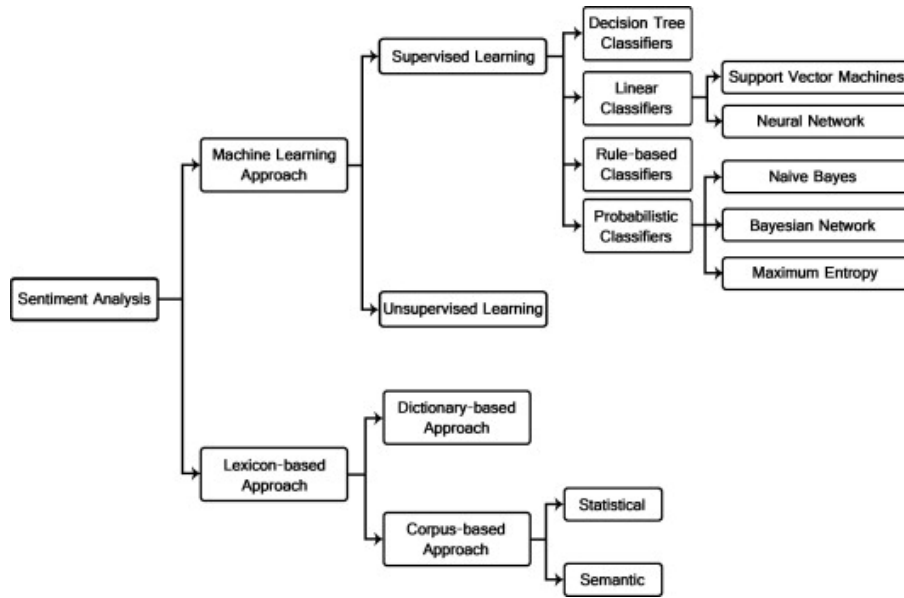 Decision Tree
Classifiers
Supervised Learning
Linear
Classifiers
Support Vector Machines
Neural Network
Machine Learning
Approach
Rule-based
Classifiers
Naive Bayes
Probabilistic
Classifiers
Bayesian Network
Maximum Entropy
Sentiment Analysis
Unsupervised Learning
Dictionary-based
Approach
Lexicon-based
Approach
Corpus-based
Approach
Statistical
Semantic